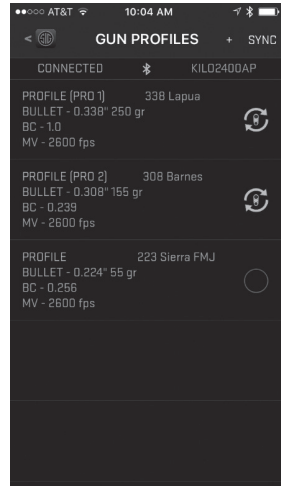 AT&T 10:04 AM
< GUN PROFILES + SYNC
CONNECTED KILO2400AP
PROFILE (PRO 1) 338 Lapua
BULLET - 0.338" 250 gr
BC - 1.0
MV - 2600 fps
PROFILE (PRO 2) 308 Barnes
BULLET - 0.308" 155 gr
BC - 0.239
MV - 2600 fps
PROFILE 223 Sierra FMJ
BULLET - 0.224" 55 gr
BC - 0.256
MV - 2600 fps